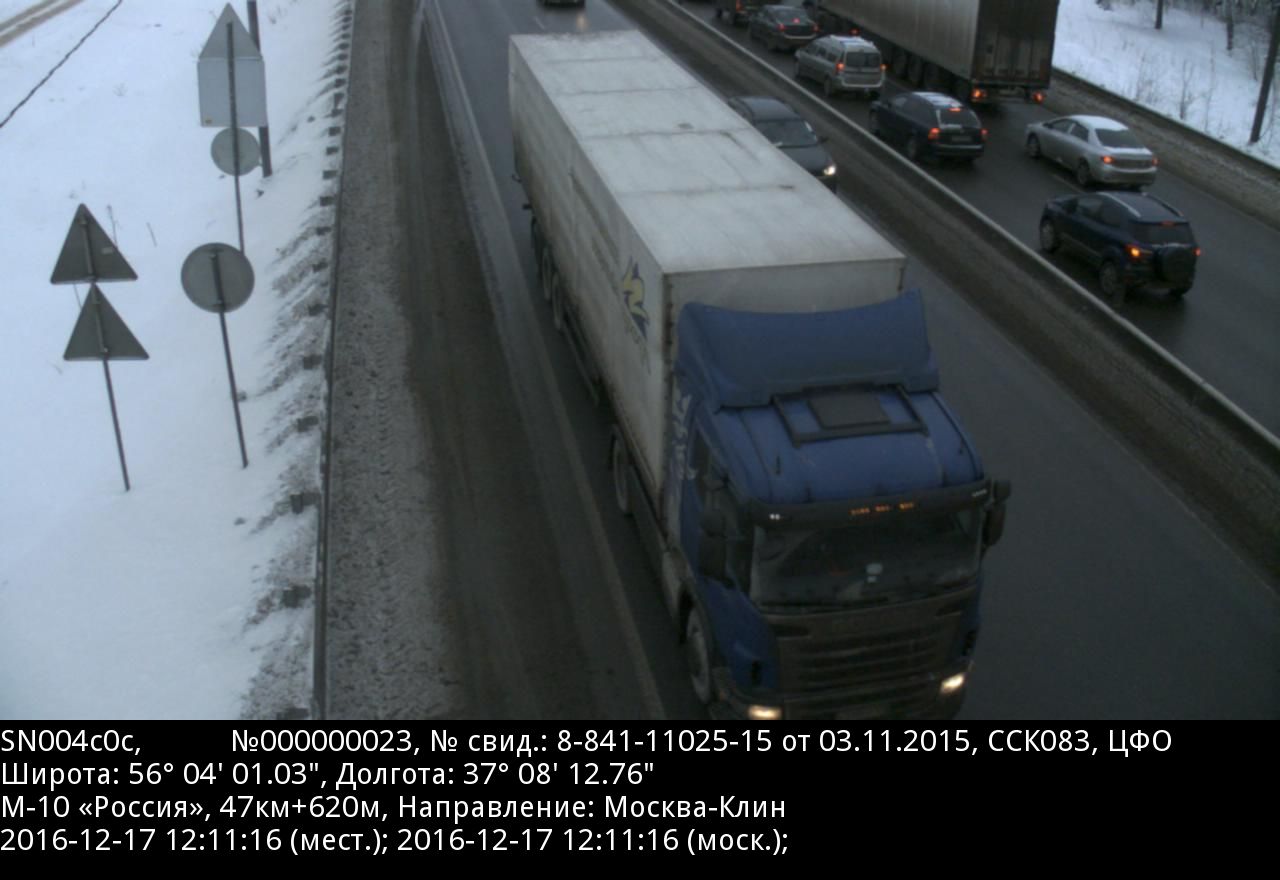 SN004c0c, №000000023, № свид.: 8-841-11025-15 от 03.11.2015, ССК083, ЦФО
Широта: 56° 04' 01.03", Долгота: 37° 08' 12.76"
М-10 «Россия», 47км+620м, Направление: Москва-Клин
2016-12-17 12:11:16 (мест.); 2016-12-17 12:11:16 (моск.);